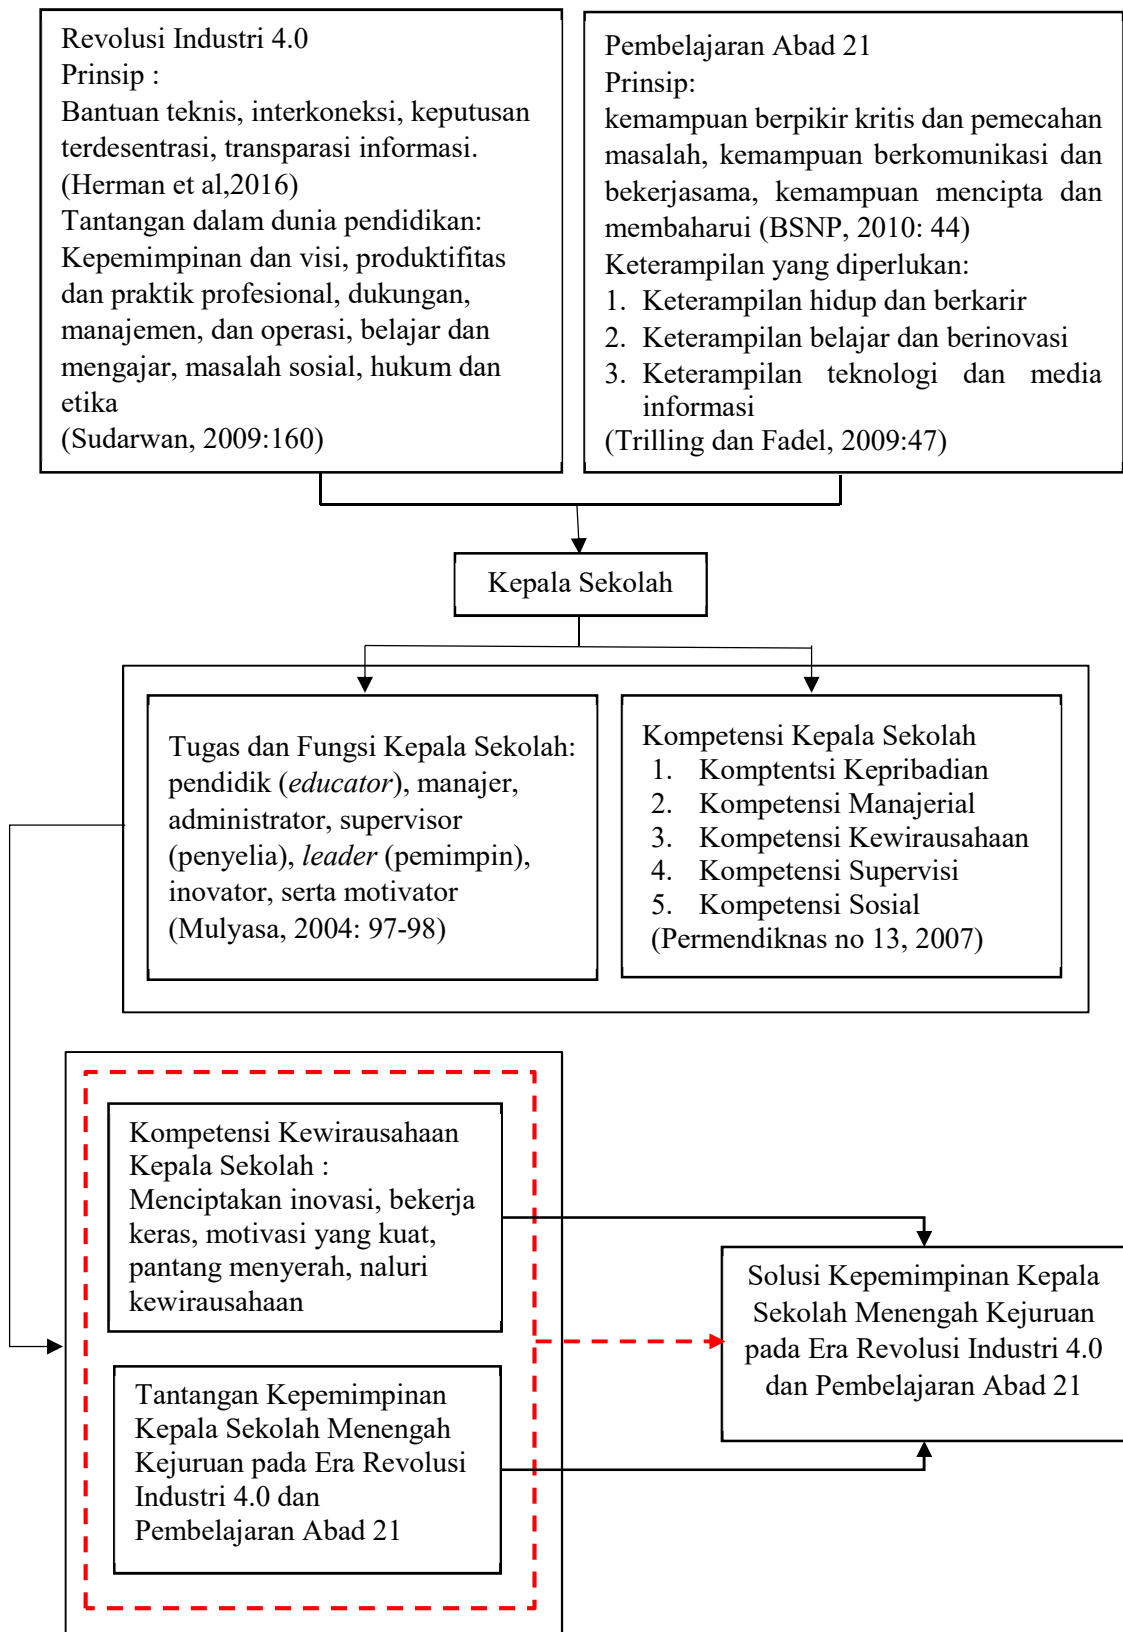 Revolusi Industri 4.0
Prinsip :
Bantuan teknis, interkoneksi, keputusan
terdesentrasi, transparasi informasi.
(Herman et al,2016)
Tantangan dalam dunia pendidikan:
Kepemimpinan dan visi, produktifitas
dan praktik profesional, dukungan,
manajemen, dan operasi, belajar dan
mengajar, masalah sosial, hukum dan
etika
(Sudarwan, 2009:160)
Pembelajaran Abad 21
Prinsip:
kemampuan berpikir kritis dan pemecahan
masalah, kemampuan berkomunikasi dan
bekerjasama, kemampuan mencipta dan
membaharui (BSNP, 2010: 44)
Keterampilan yang diperlukan:
1. Keterampilan hidup dan berkarir
2. Keterampilan belajar dan berinovasi
3. Keterampilan teknologi dan media
informasi
(Trilling dan Fadel, 2009:47)
Kepala Sekolah
Tugas dan Fungsi Kepala Sekolah:
pendidik (educator), manajer,
administrator, supervisor
(penyelia), leader (pemimpin),
inovator, serta motivator
(Mulyasa, 2004: 97-98)
Kompetensi Kepala Sekolah
1. Komptentsi Kepribadian
2. Kompetensi Manajerial
3. Kompetensi Kewirausahaan
4. Kompetensi Supervisi
5. Kompetensi Sosial
(Permendiknas no 13, 2007)
Kompetensi Kewirausahaan
Kepala Sekolah :
Menciptakan inovasi, bekerja
keras, motivasi yang kuat,
pantang menyerah, naluri
kewirausahaan
Tantangan Kepemimpinan
Kepala Sekolah Menengah
Kejuruan pada Era Revolusi
Industri 4.0 dan
Pembelajaran Abad 21
Solusi Kepemimpinan Kepala
Sekolah Menengah Kejuruan
pada Era Revolusi Industri 4.0
dan Pembelajaran Abad 21